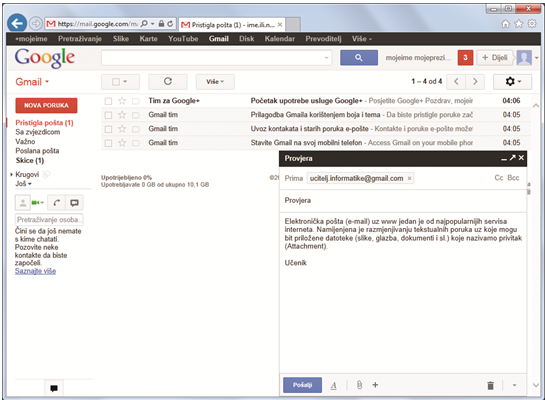 https://mail.google.com/ma
Pristigla pošta (1) - ime.ili.n...
+mojeime Pretraživanje Slike Karte YouTube Gmail Disk Kalendar Prevoditelj Više
Google
mojeimo mojeprezi...
3
+ Dijeli
Gmail
Više
1 – 4 od 4
NOVA PORUKA
Pristigla pošta (1)
Sa zvjezdicom
Važno
Poslana pošta
Skice (1)
Krugovi
Još
Pretraživanje osoba...
Čini se da još nemate
s kime chatati.
Pozovite neke
kontakte da biste
započeli.
Saznajte više
Tim za Google+ Početak upotrebe usluge Google+ - Posjetite Google+ Pozdrav, mojeir 04:06
Gmail tim Prilagodba Gmaila korištenjem boja i tema - Da biste pristigle poruke zač 04:05
Gmail tim Uvoz kontakata i starih poruka e-pošte - Kontakte i poruke e-pošte može 04:05
Gmail tim Stavite Gmail na svoj mobilni telefon - Access Gmail on your mobile phor 04:05
Upotrijebljeno 0%
Upotrebljavate 0 GB od ukupno 10,1 GB
©20
Provjera
Prima ucitelj.informatike@gmail.com × Cc Bcc
Provjera
Elektronička pošta (e-mail) uz www jedan je od najpopularnijih servisa
interneta. Namijenjena je razmjenjivanju tekstualnih poruka uz koje mogu
bit priložene datoteke (slike, glazba, dokumenti i sl.) koje nazivamo privitak
(Attachment).
Učenik
Pošalji